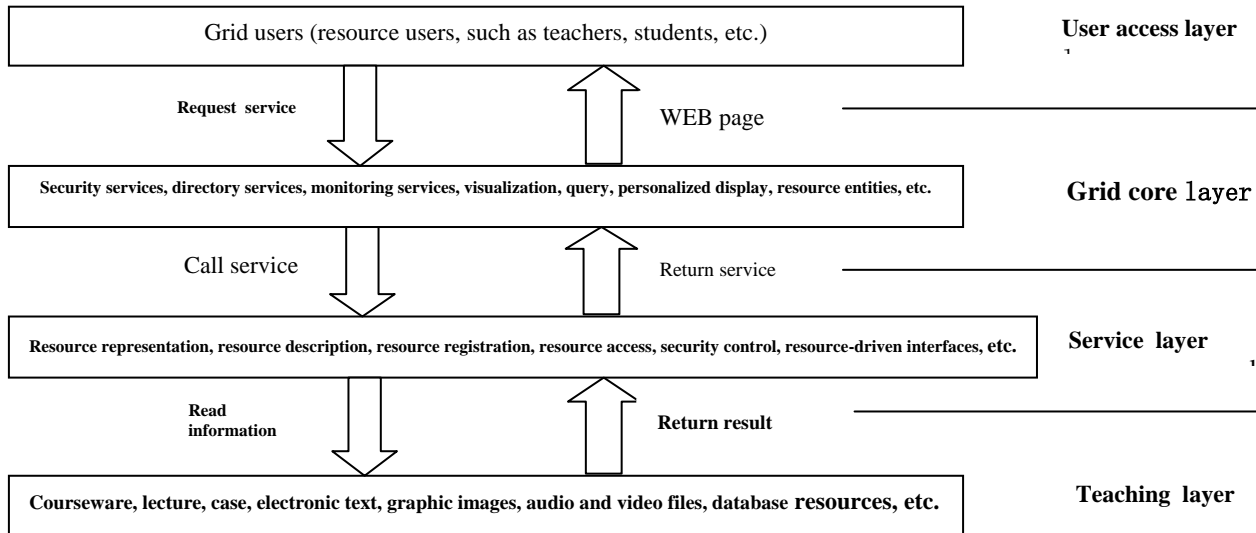 Grid users (resource users, such as teachers, students, etc.)
User access layer
Request service
WEB page
Security services, directory services, monitoring services, visualization, query, personalized display, resource entities, etc.
Grid core layer
Call service
Return service
Resource representation, resource description, resource registration, resource access, security control, resource-driven interfaces, etc.
Service layer
Read
information
Return result
Courseware, lecture, case, electronic text, graphic images, audio and video files, database resources, etc.
Teaching layer